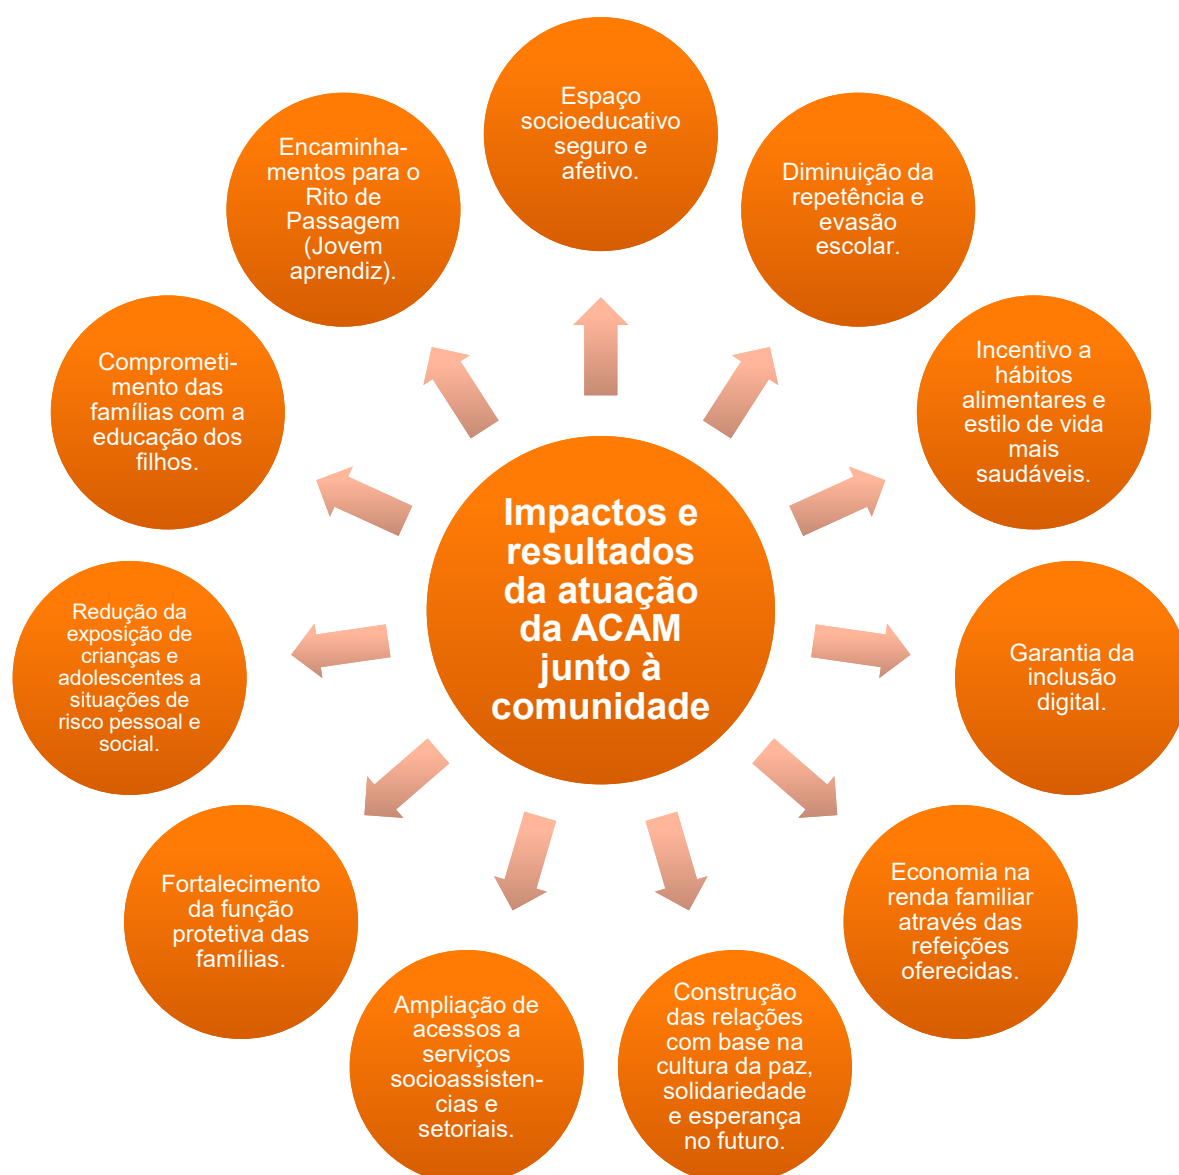 Impactos e
resultados
da atuação
da ACAM
junto à
comunidade
Espaço
socioeducativo
seguro e
afetivo.
Diminuição da
repetência e
evasão
escolar.
Incentivo a
hábitos
alimentares e
estilo de vida
mais
saudáveis.
Garantia da
inclusão
digital.
Economia na
renda familiar
através das
refeições
oferecidas.
Construção
das relações
com base na
cultura da paz,
solidariedade
e esperança
no futuro.
Ampliação de
acessos a
serviços
socioassisten-
cias e
setoriais.
Fortalecimento
da função
protetiva das
famílias.
Redução da
exposição de
crianças e
adolescentes a
situações de
risco pessoal e
social.
Comprometi-
mento das
famílias com a
educação dos
filhos.
Encaminha-
mentos para o
Rito de
Passagem
(Jovem
aprendiz).